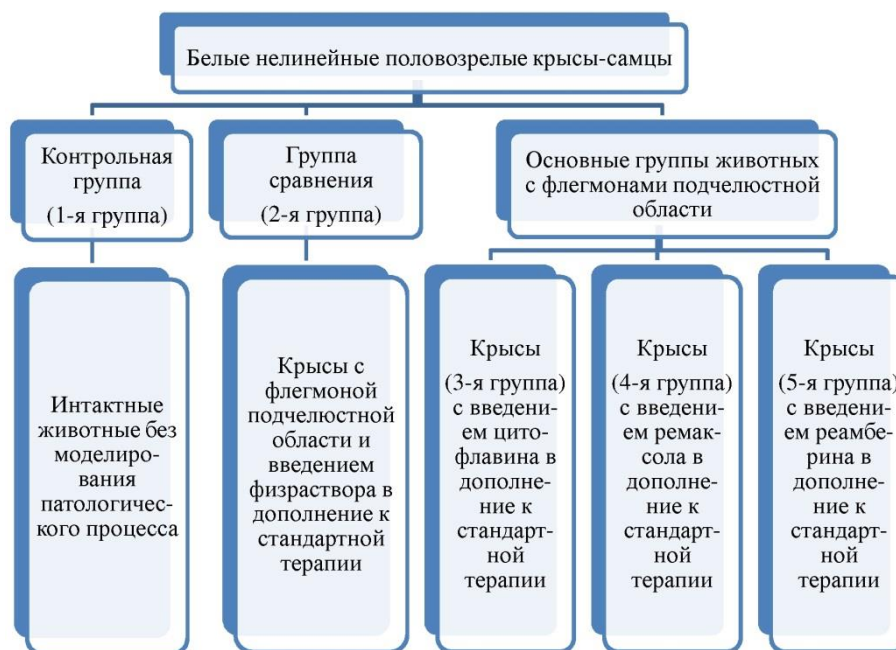 Белые нелинейные половозрелые крысы-самцы
Контрольная
группа
(1-я группа)
Группа
сравнения
(2-я группа)
Основные группы животных
с флегмонами подчелюстной
области
Интактные
животные без
моделиро-
вания
патологичес-
кого процесса
Крысы с
флегмоной
подчелюстной
области и
введением
физраствора в
дополнение к
стандартной
терапии
Крысы
(3-я группа)
с введени-
ем цито-
флавина в
дополне-
ние к
стандарт-
ной
терапии
Крысы
(4-я группа)
с введени-
ем ремак-
сола в
дополне-
ние к
стандарт-
ной
терапии
Крысы
(5-я группа)
с введени-
ем реамбе-
рина в
дополне-
ние к
стандарт-
ной
терапии